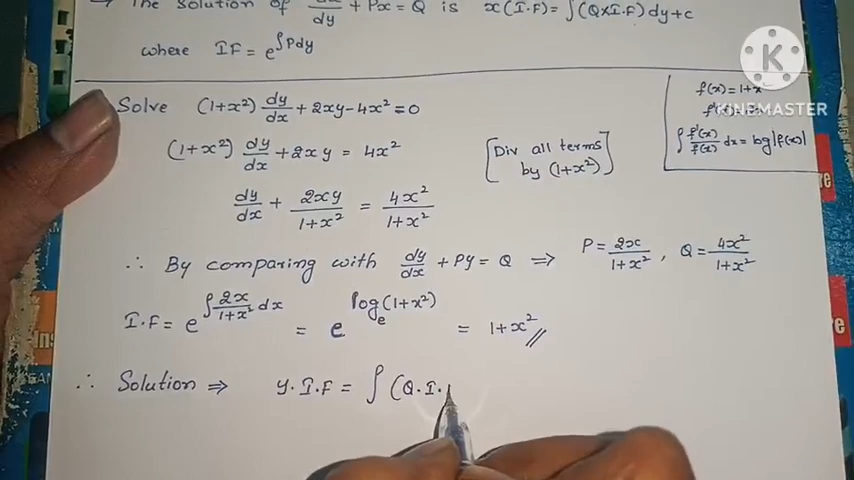 → The Solution of dx/dy + Px = Q is x(I.F) = ∫(Q×I.F)dy+c
where IF = e^∫Pdy
Solve (1+x²) dy/dx + 2xy - 4x² = 0
(1+x²) dy/dx + 2xy = 4x²
[Div all terms
by (1+x²)]
dy/dx + 2xy/1+x² = 4x²/1+x²
∴ By comparing with dy/dx + Py = Q ⟹ P = 2x/1+x², Q = 4x²/1+x²
I.F = e^∫2x/1+x² dx = e^logₑ(1+x²) = 1+x²//
∴ Solution ⇒ y.I.F = ∫(Q.I.
f(x) = 1+x
∫f'(x)/f(x) dx = log|f(x)|
K
KINEMASTER